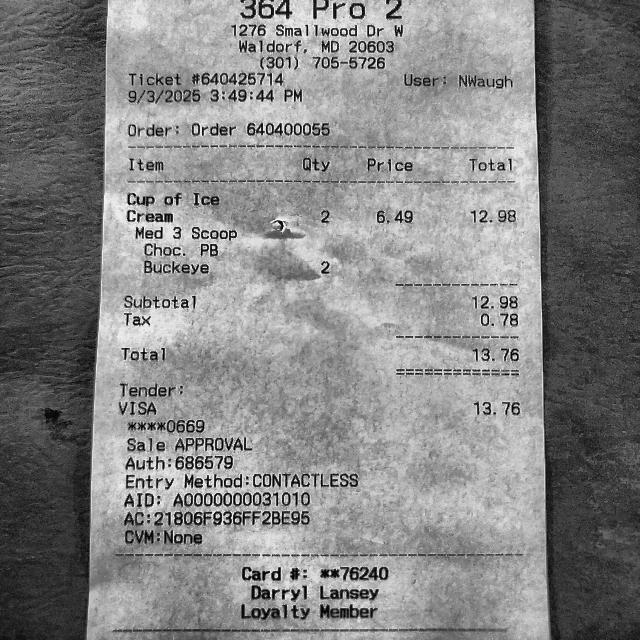 364 Pro 2
1276 Smallwood Dr W
Waldorf, MD 20603
(301) 705-5726
Ticket #640425714 User: NWaugh
9/3/2025 3:49:44 PM
Order: Order 640400055
Item Qty Price Total
Cup of Ice
Cream 2 6.49 12.98
Med 3 Scoop
Choc. PB
Buckeye 2
Subtotal 12.98
Tax 0.78
Total 13.76
Tender:
VISA 13.76
****0669
Sale APPROVAL
Auth:686579
Entry Method:CONTACTLESS
AID: A0000000031010
AC:21806F936FF2BE95
CVM:None
Card #: **76240
Darryl Lansey
Loyalty Member